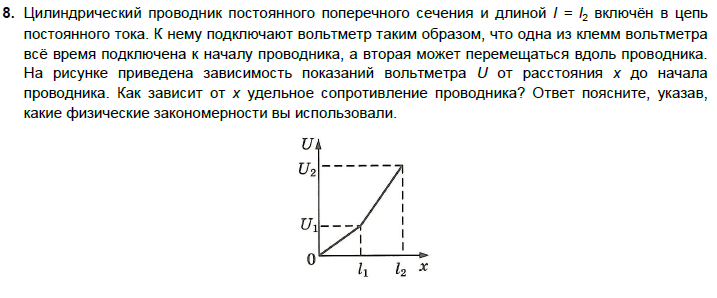 8. Цилиндрический проводник постоянного поперечного сечения и длиной l = l₂ включён в цепь
постоянного тока. К нему подключают вольтметр таким образом, что одна из клемм вольтметра
всё время подключена к началу проводника, а вторая может перемещаться вдоль проводника.
На рисунке приведена зависимость показаний вольтметра U от расстояния x до начала
проводника. Как зависит от x удельное сопротивление проводника? Ответ поясните, указав,
какие физические закономерности вы использовали.
U
U₂
U₁
0
l₁ l₂ x